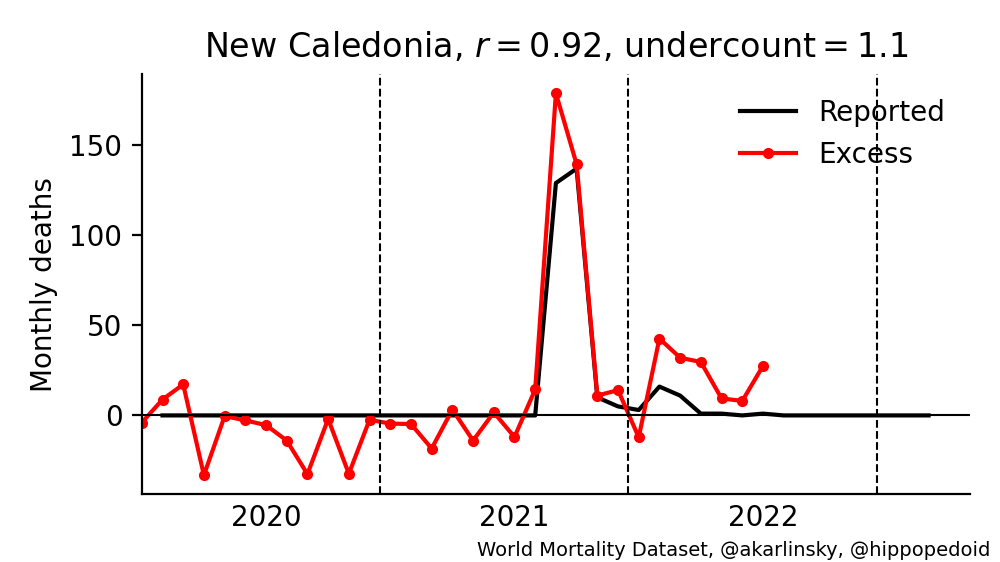 New Caledonia, r = 0.92, undercount = 1.1
Reported
Excess
Monthly deaths
150
100
50
0
2020 2021 2022
World Mortality Dataset, @akarlinsky, @hippopedoid